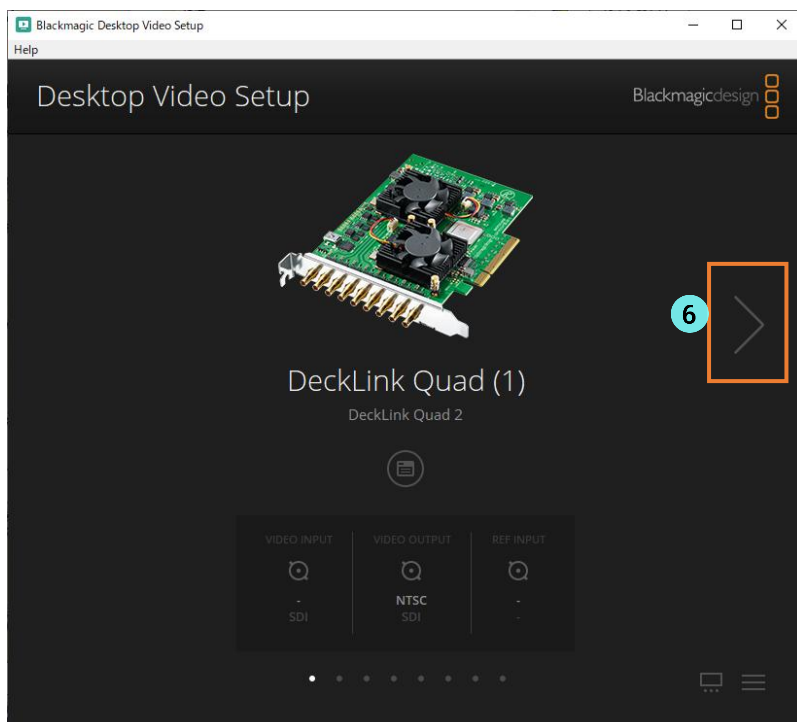 Blackmagic Desktop Video Setup
Help
Desktop Video Setup
Blackmagicdesign
6
DeckLink Quad (1)
DeckLink Quad 2
VIDEO INPUT
VIDEO OUTPUT
REF INPUT
-
NTSC
-
SDI
SDI
-